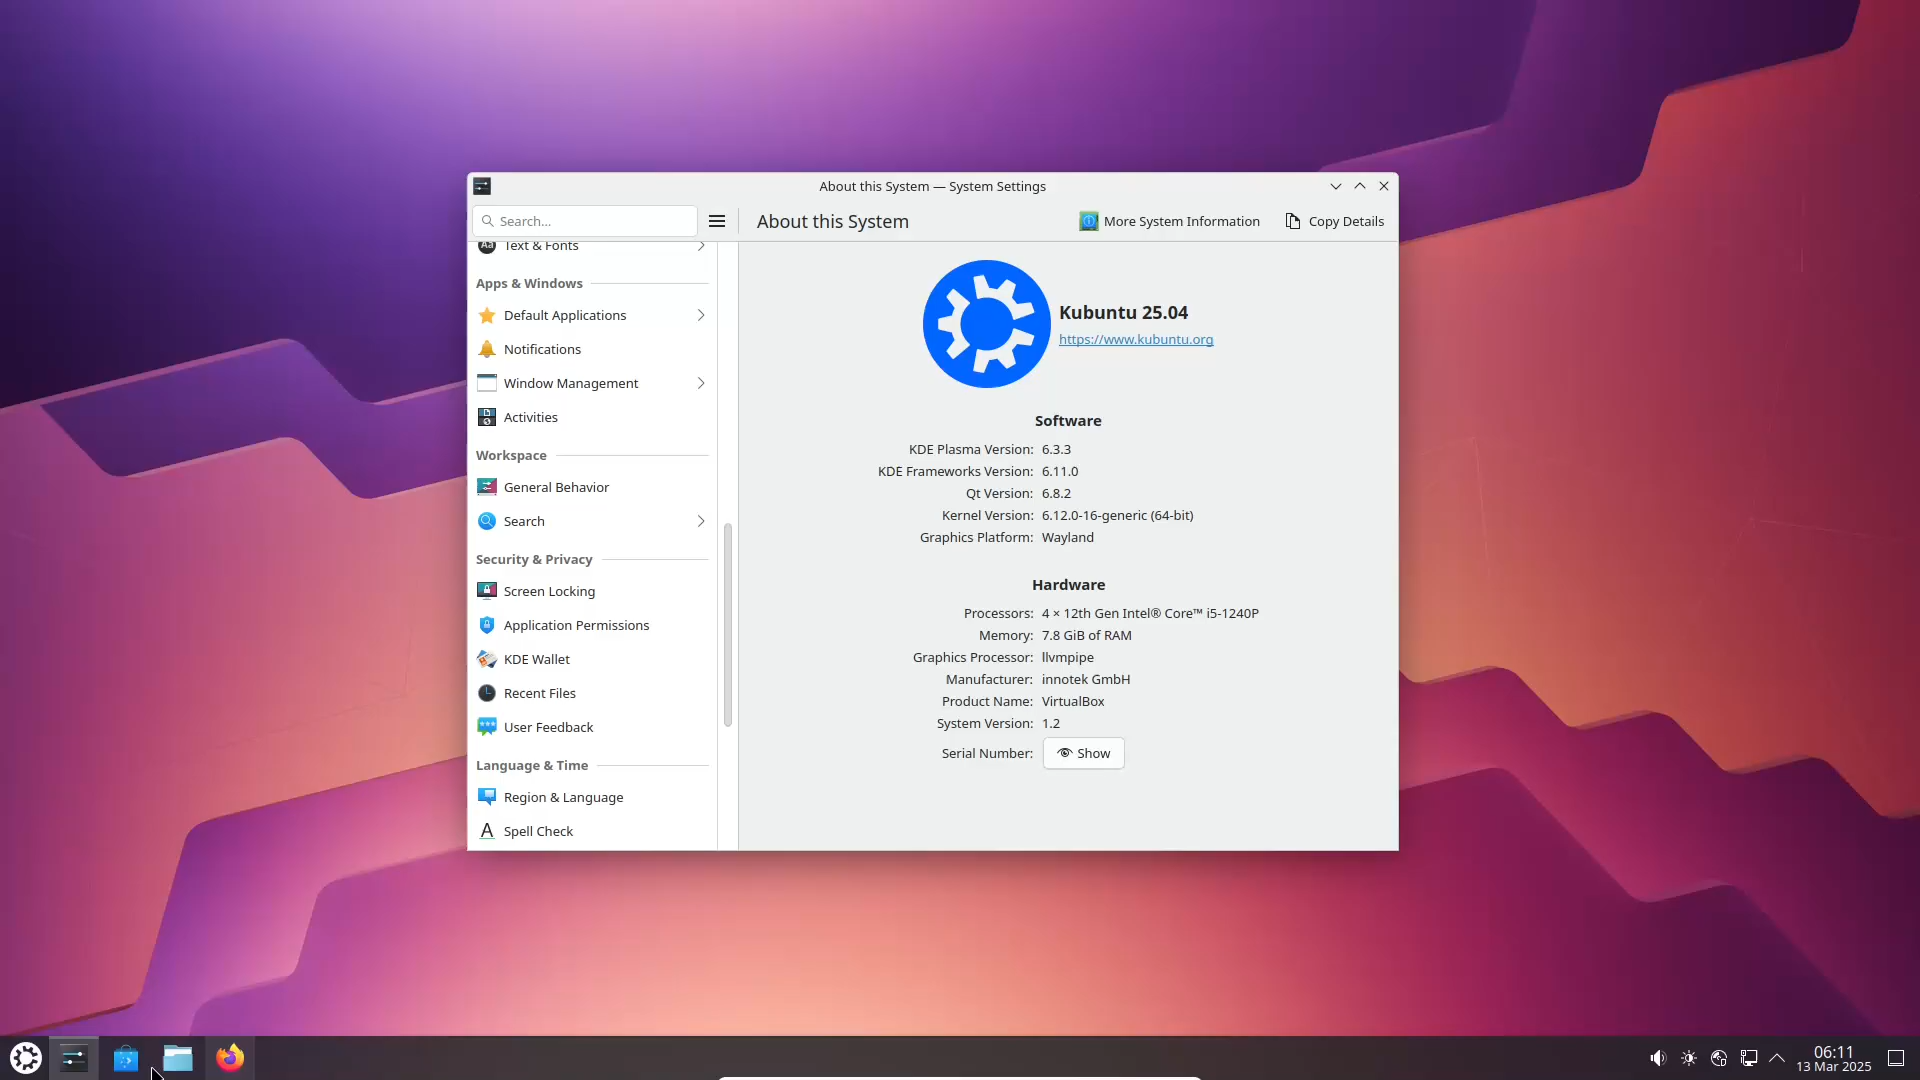 About this System — System Settings
Search...
About this System
More System Information
Copy Details
Text & Fonts
Apps & Windows
Default Applications
Notifications
Window Management
Activities
Workspace
General Behavior
Search
Security & Privacy
Screen Locking
Application Permissions
KDE Wallet
Recent Files
User Feedback
Language & Time
Region & Language
Spell Check
Kubuntu 25.04
https://www.kubuntu.org
Software
KDE Plasma Version: 6.3.3
KDE Frameworks Version: 6.11.0
Qt Version: 6.8.2
Kernel Version: 6.12.0-16-generic (64-bit)
Graphics Platform: Wayland
Hardware
Processors: 4 × 12th Gen Intel® Core™ i5-1240P
Memory: 7.8 GiB of RAM
Graphics Processor: llvmpipe
Manufacturer: innotek GmbH
Product Name: VirtualBox
System Version: 1.2
Serial Number: Show
06:11
13 Mar 2025